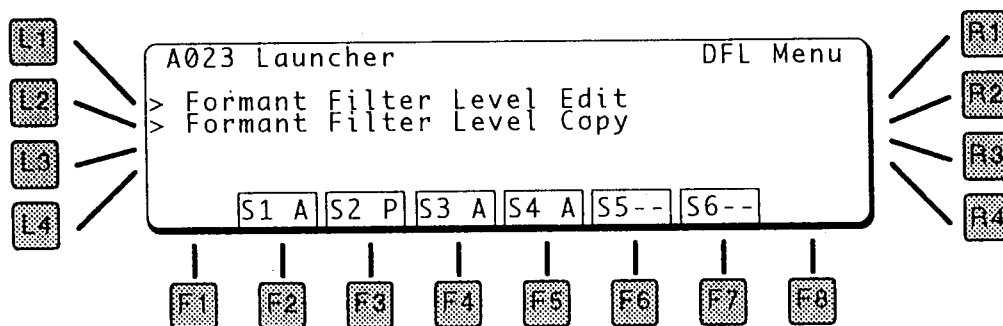 L1
L2
L3
L4
A023 Launcher DFL Menu
> Formant Filter Level Edit
> Formant Filter Level Copy
S1 A S2 P S3 A S4 A S5-- S6--
R1
R2
R3
R4
F1 F2 F3 F4 F5 F6 F7 F8